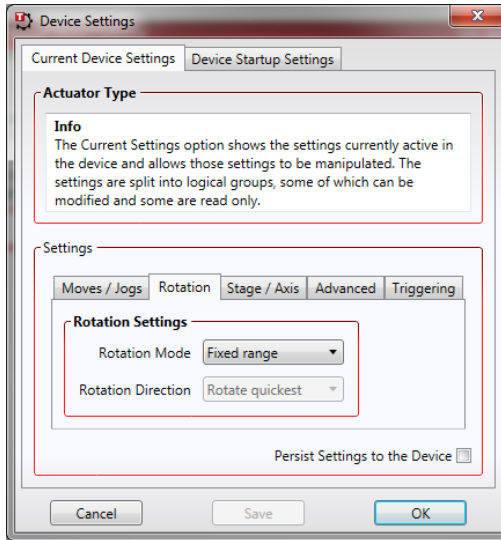 Device Settings
Current Device Settings Device Startup Settings
Actuator Type
Info
The Current Settings option shows the settings currently active in
the device and allows those settings to be manipulated. The
settings are split into logical groups, some of which can be
modified and some are read only.
Settings
Moves / Jogs Rotation Stage / Axis Advanced Triggering
Rotation Settings
Rotation Mode Fixed range
Rotation Direction Rotate quickest
Persist Settings to the Device
Cancel Save OK